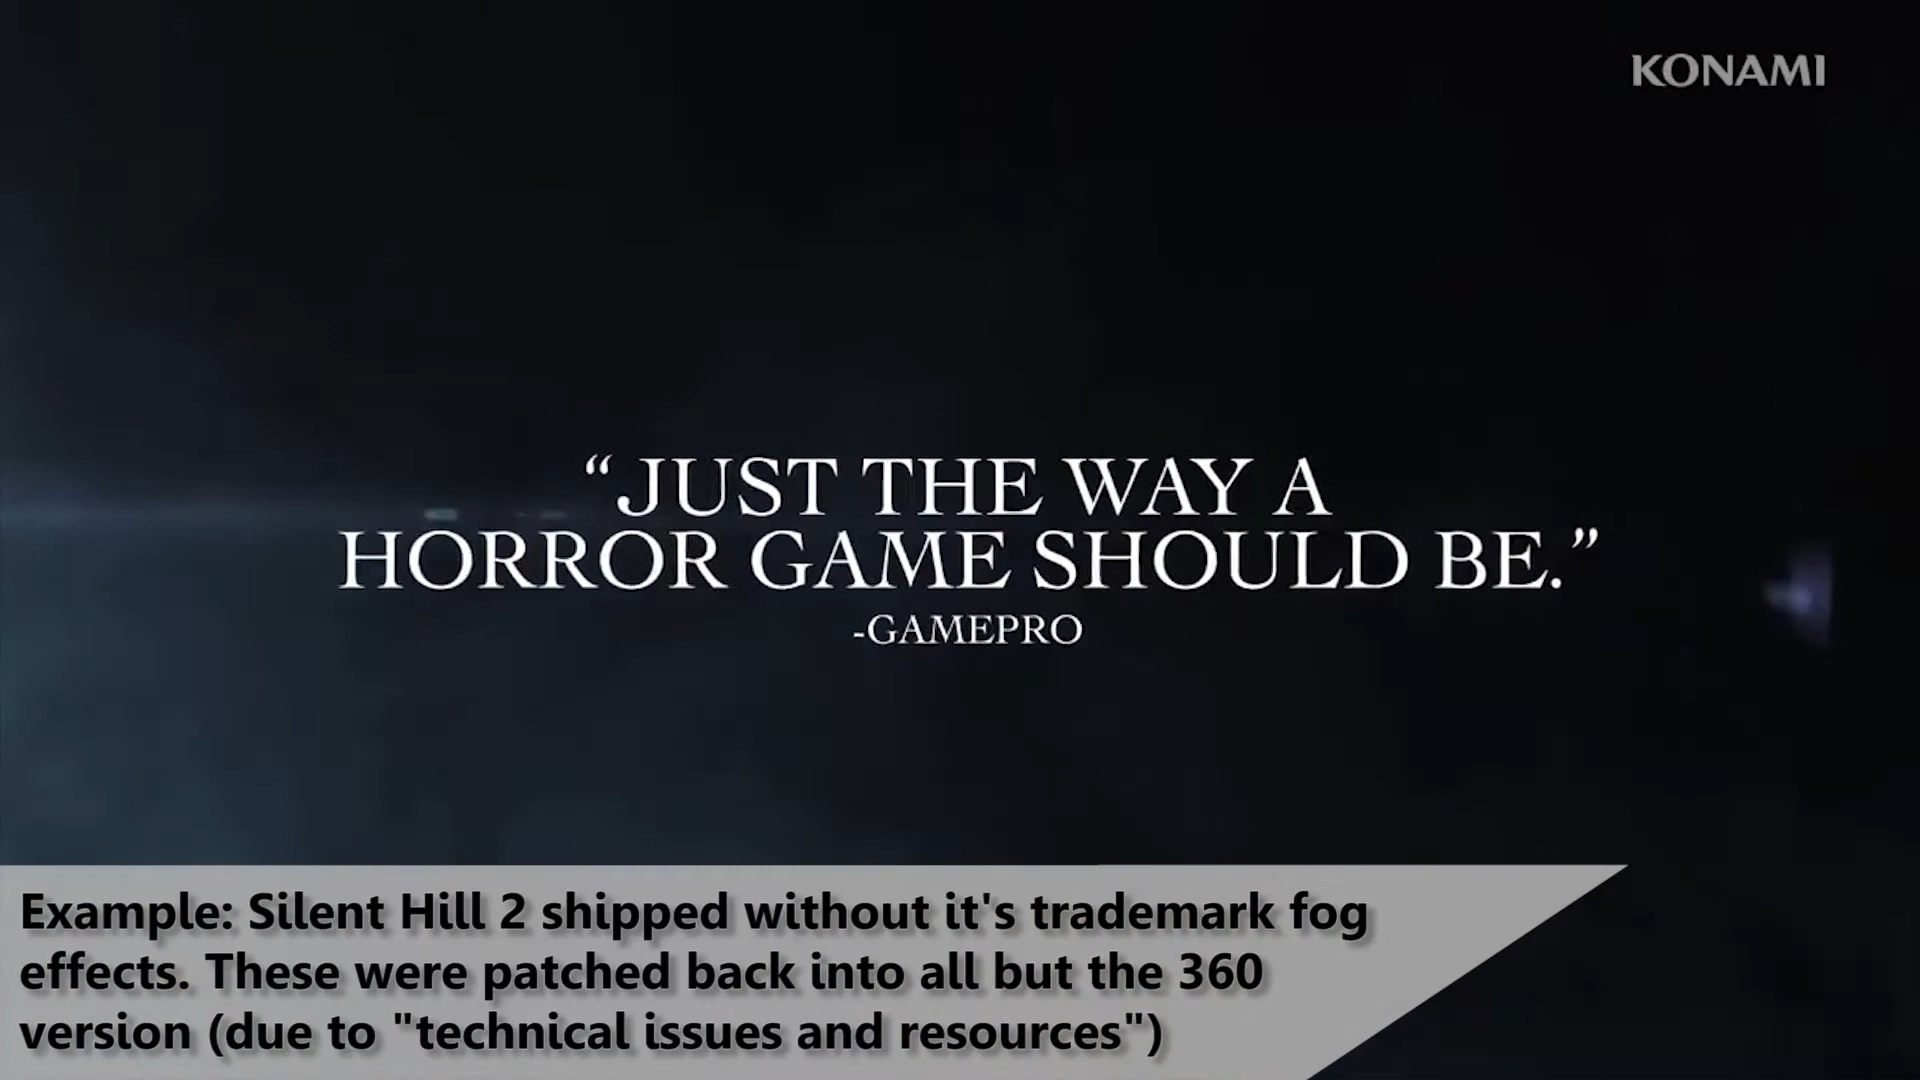 KONAMI
“JUST THE WAY A
HORROR GAME SHOULD BE.”
-GAMEPRO
Example: Silent Hill 2 shipped without it's trademark fog
effects. These were patched back into all but the 360
version (due to "technical issues and resources")